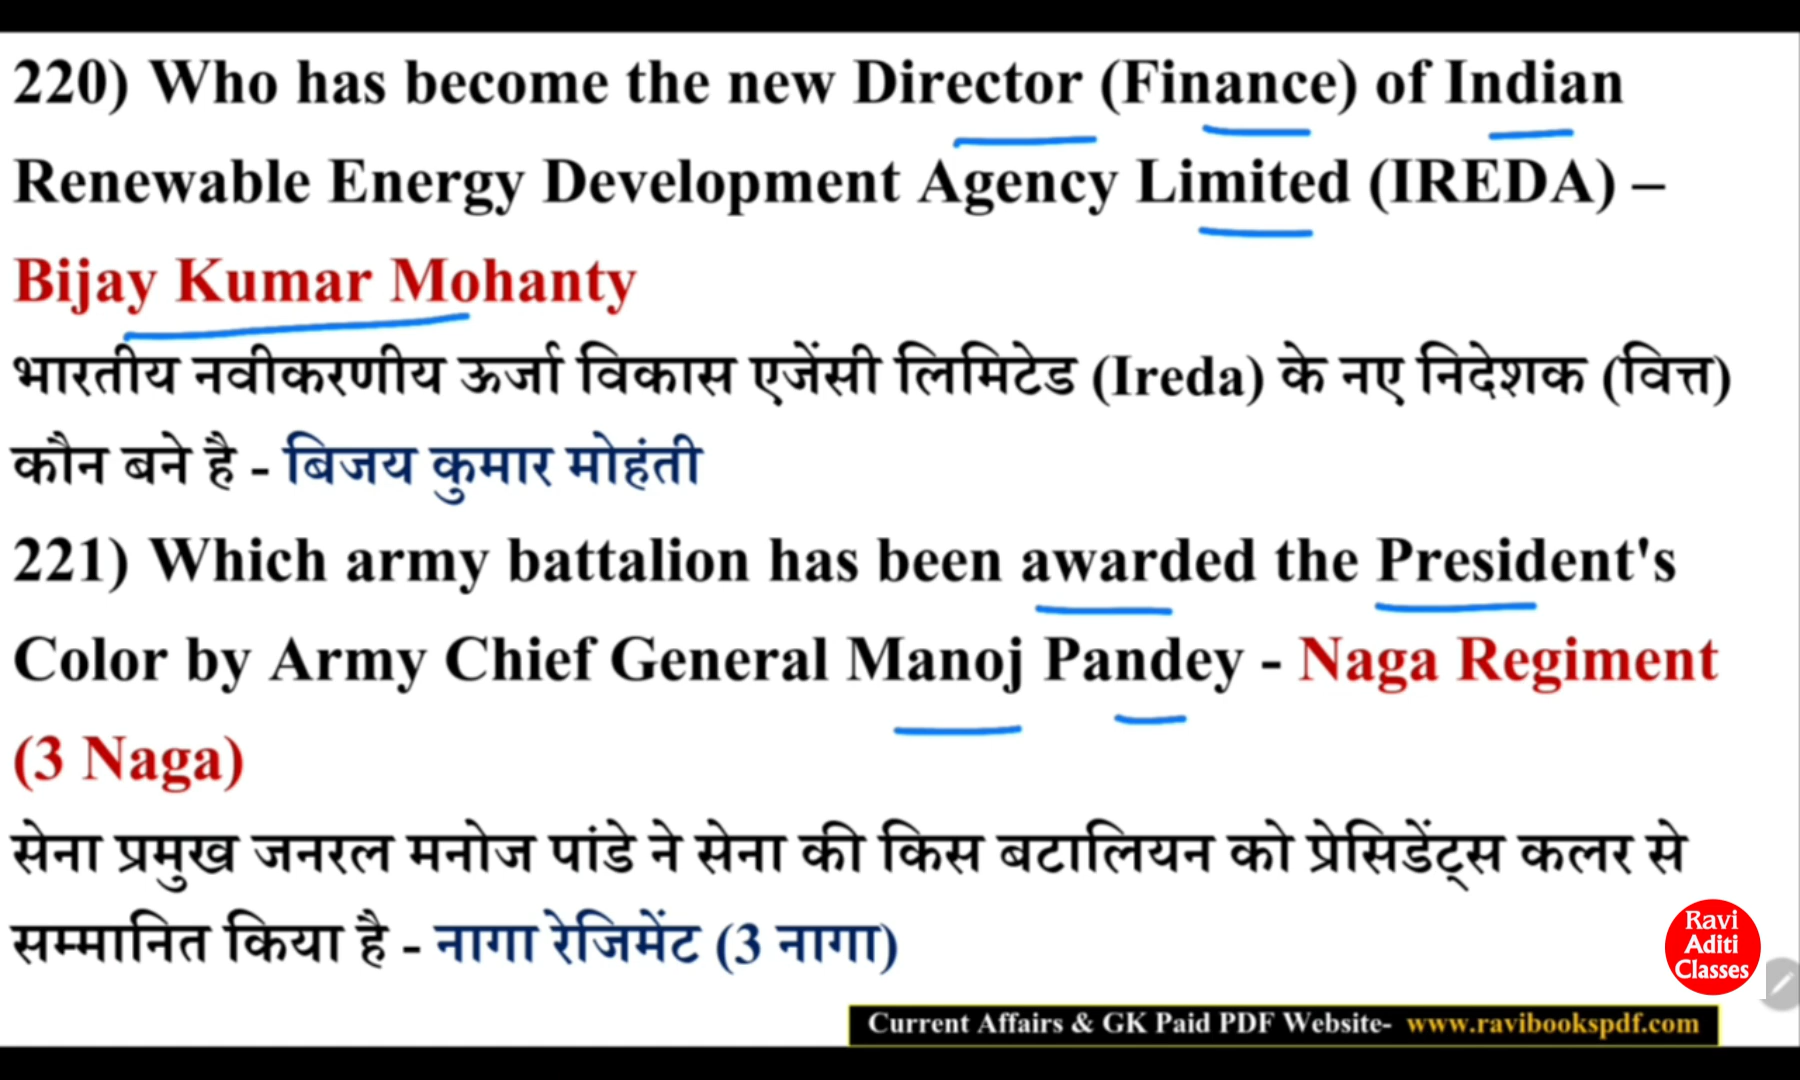 220) Who has become the new Director (Finance) of Indian
Renewable Energy Development Agency Limited (IREDA) –
Bijay Kumar Mohanty
भारतीय नवीकरणीय ऊर्जा विकास एजेंसी लिमिटेड (Ireda) के नए निदेशक (वित्त)
कौन बने है - बिजय कुमार मोहंती
221) Which army battalion has been awarded the President's
Color by Army Chief General Manoj Pandey - Naga Regiment
(3 Naga)
सेना प्रमुख जनरल मनोज पांडे ने सेना की किस बटालियन को प्रेसिडेंट्स कलर से
सम्मानित किया है - नागा रेजिमेंट (3 नागा)
Ravi
Aditi
Classes
Current Affairs & GK Paid PDF Website- www.ravibookspdf.com